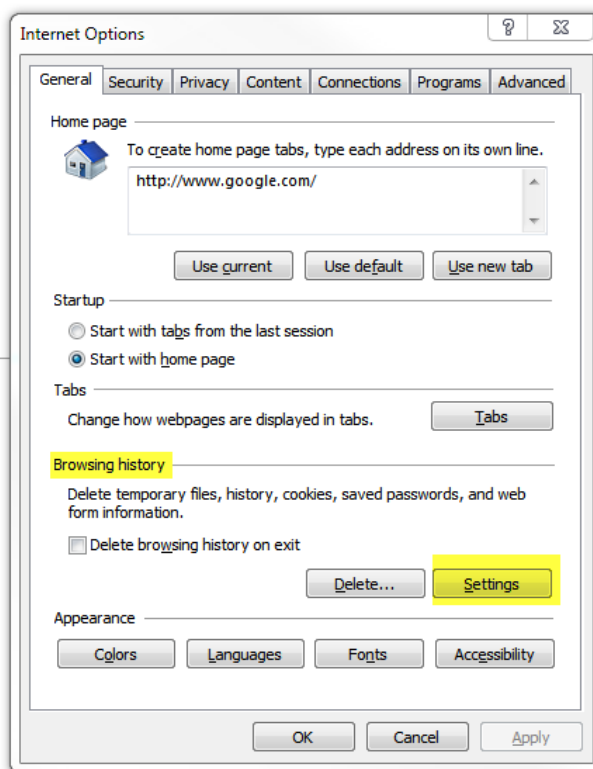 Internet Options
General Security Privacy Content Connections Programs Advanced
Home page
To create home page tabs, type each address on its own line.
http://www.google.com/
Use current Use default Use new tab
Startup
Start with tabs from the last session
Start with home page
Tabs
Change how webpages are displayed in tabs. Tabs
Browsing history
Delete temporary files, history, cookies, saved passwords, and web
form information.
Delete browsing history on exit
Delete... Settings
Appearance
Colors Languages Fonts Accessibility
OK Cancel Apply